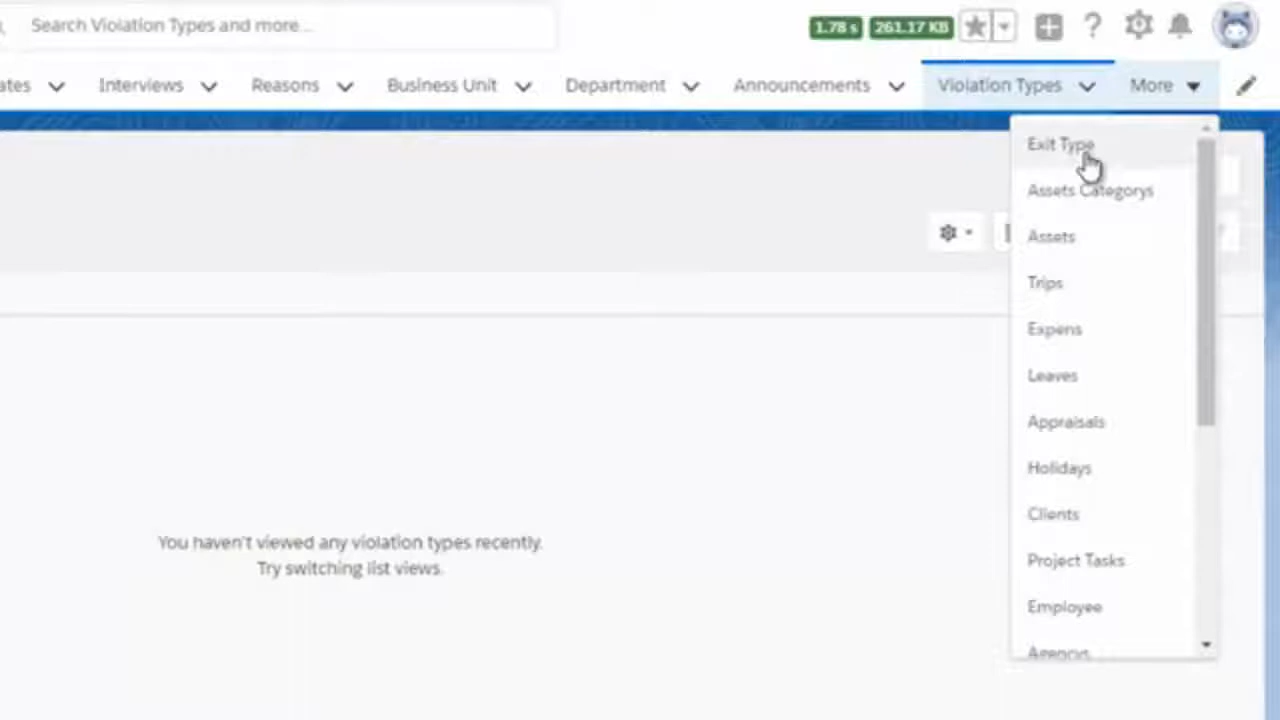 Search Violation Types and more...
1.78 s
261.17 KB
ates
Interviews
Reasons
Business Unit
Department
Announcements
Violation Types
More
Exit Type
Assets Categorys
Assets
Trips
Expens
Leaves
Appraisals
Holidays
Clients
Project Tasks
Employee
Agencys
You haven't viewed any violation types recently.
Try switching list views.